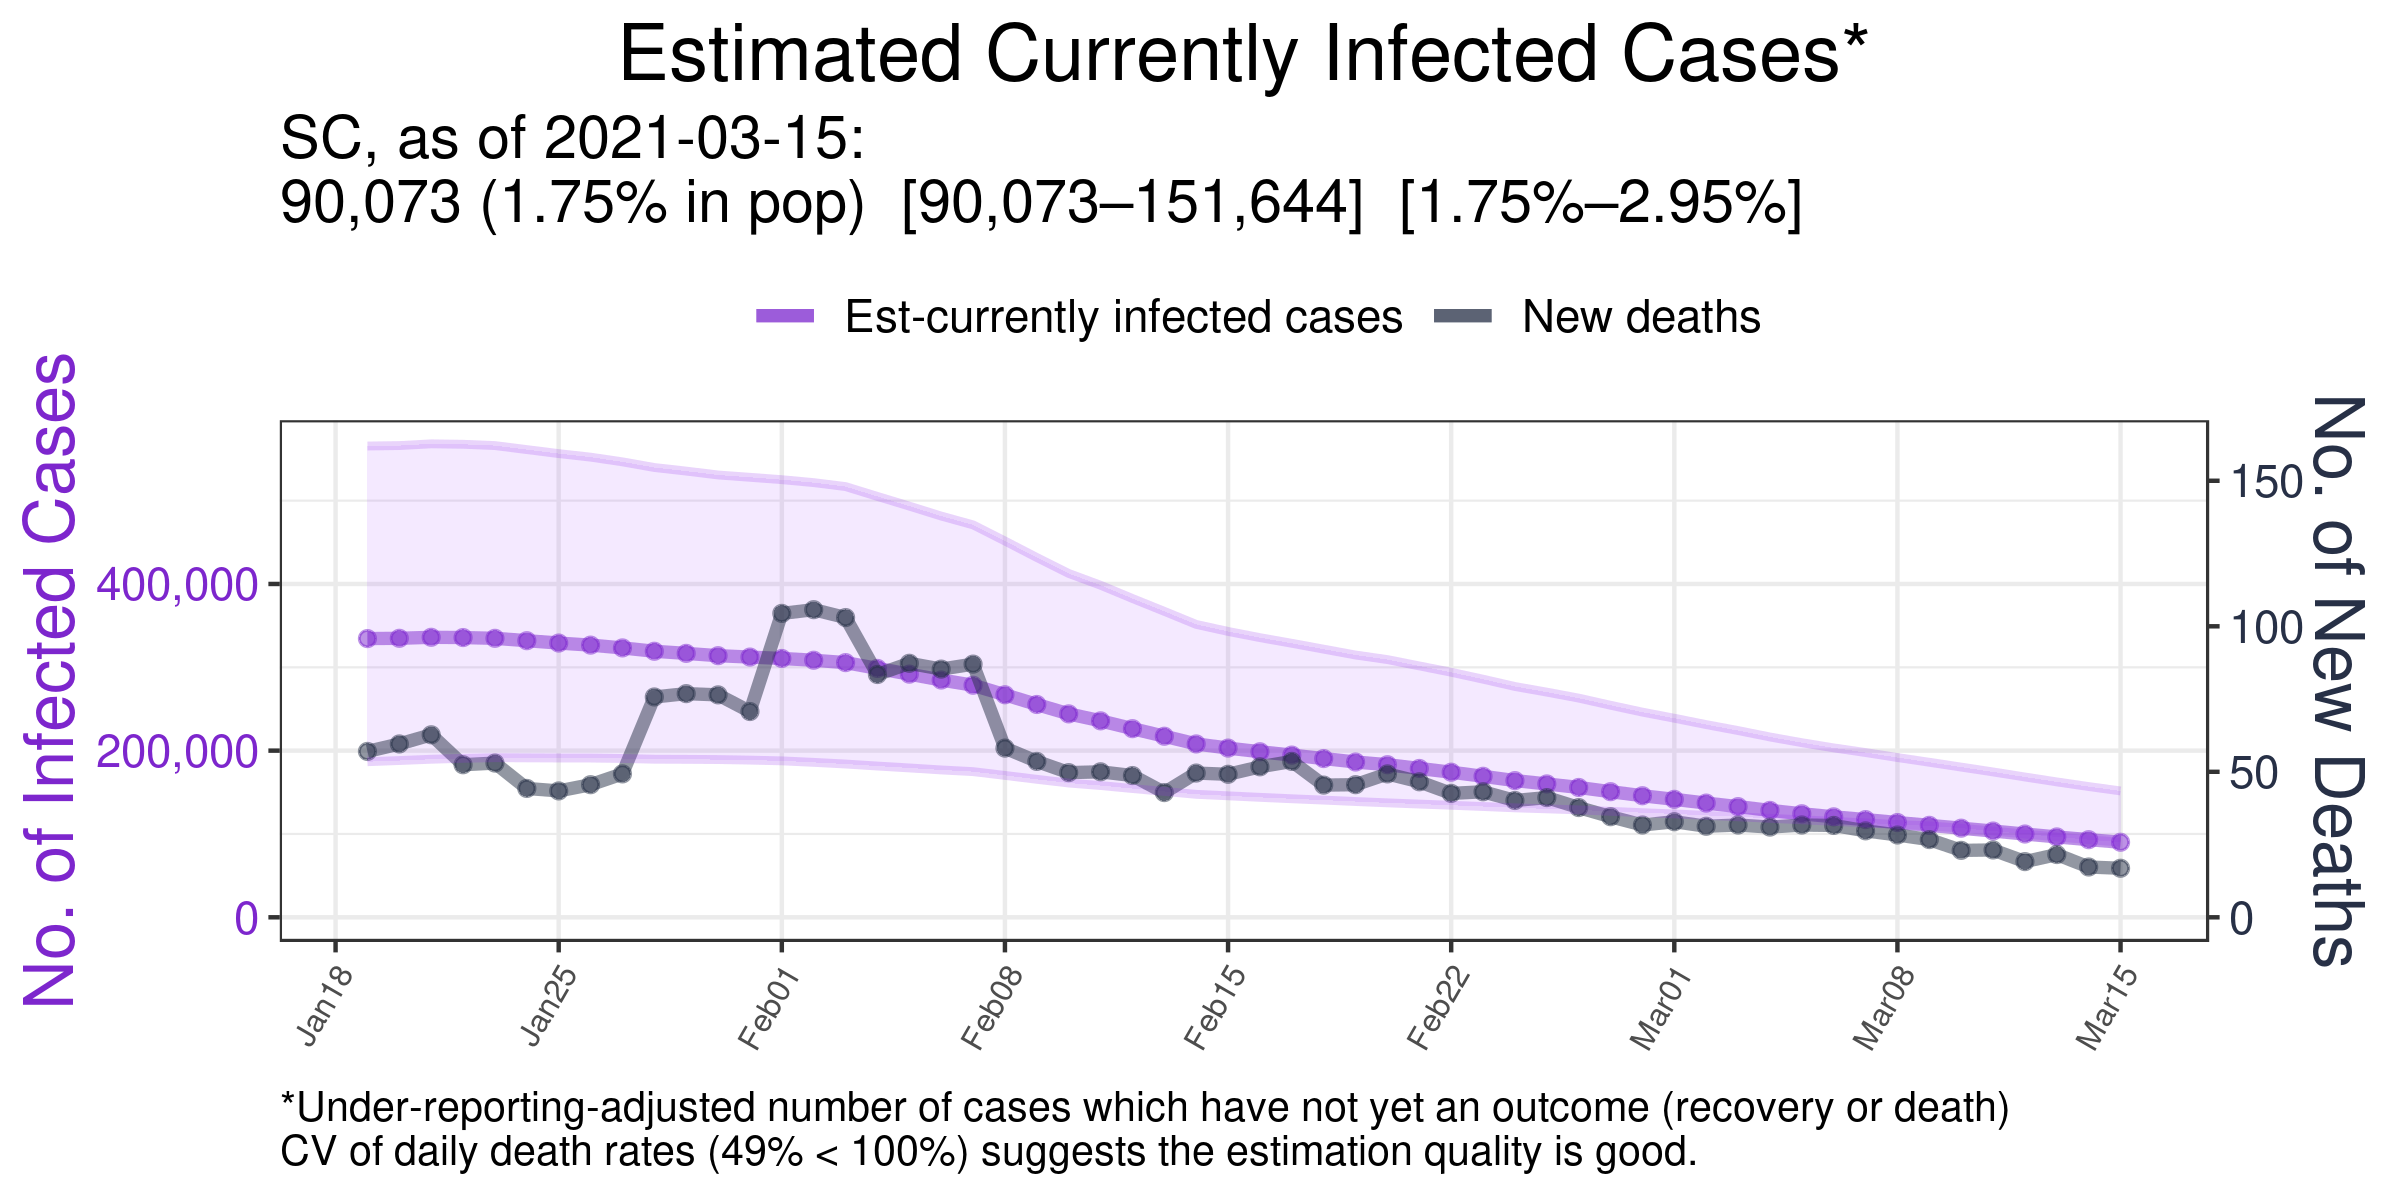 Estimated Currently Infected Cases*
SC, as of 2021-03-15:
90,073 (1.75% in pop)  [90,073–151,644]  [1.75%–2.95%]
Est-currently infected cases
New deaths
No. of Infected Cases
400,000
200,000
0
150
100
50
0
No. of New Deaths
Jan18
Jan25
Feb01
Feb08
Feb15
Feb22
Mar01
Mar08
Mar15
*Under-reporting-adjusted number of cases which have not yet an outcome (recovery or death)
CV of daily death rates (49% < 100%) suggests the estimation quality is good.